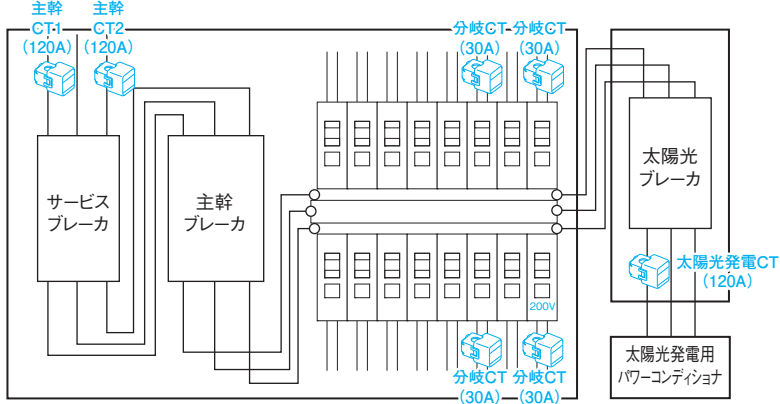 主幹
CT1
(120A)
主幹
CT2
(120A)
分岐CT
(30A)
分岐CT
(30A)
サービス
ブレーカ
主幹
ブレーカ
太陽光
ブレーカ
太陽光発電CT
(120A)
200V
分岐CT
(30A)
分岐CT
(30A)
太陽光発電用
パワーコンディショナ